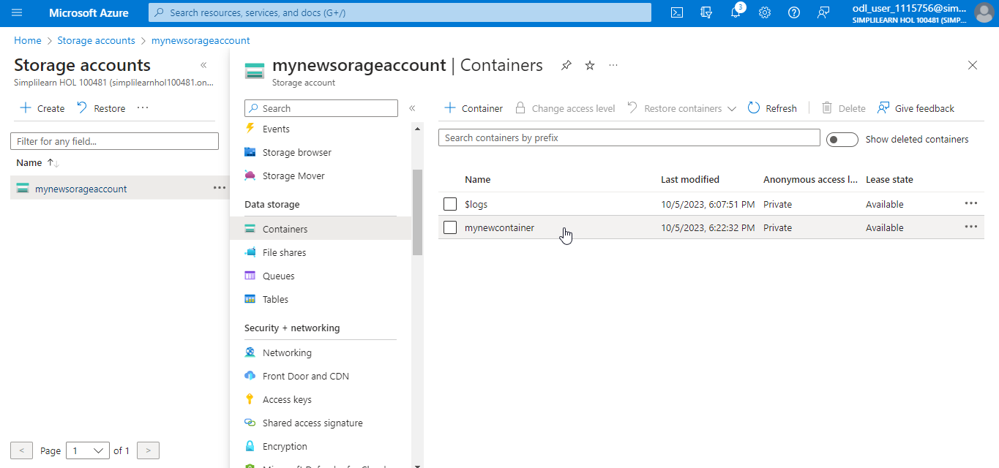 Microsoft Azure
Search resources, services, and docs (G+/)
3
odl_user_1115756@sim...
SIMPLILEARN HOL 100481 (SIMP...
Home > Storage accounts > mynewsorageaccount
Storage accounts
Simplilearn HOL 100481 (simplilearnhol100481.on...
Create
Restore
...
Filter for any field...
Name
mynewsorageaccount
...
< Page 1 of 1 >
mynewsorageaccount | Containers
...
Storage account
Search
Events
Storage browser
Storage Mover
Data storage
Containers
File shares
Queues
Tables
Security + networking
Networking
Front Door and CDN
Access keys
Shared access signature
Encryption
Container
Change access level
Restore containers
Refresh
Delete
Give feedback
Search containers by prefix
Show deleted containers
Name Last modified Anonymous access l... Lease state
$logs 10/5/2023, 6:07:51 PM Private Available ...
mynewcontainer 10/5/2023, 6:22:32 PM Private Available ...